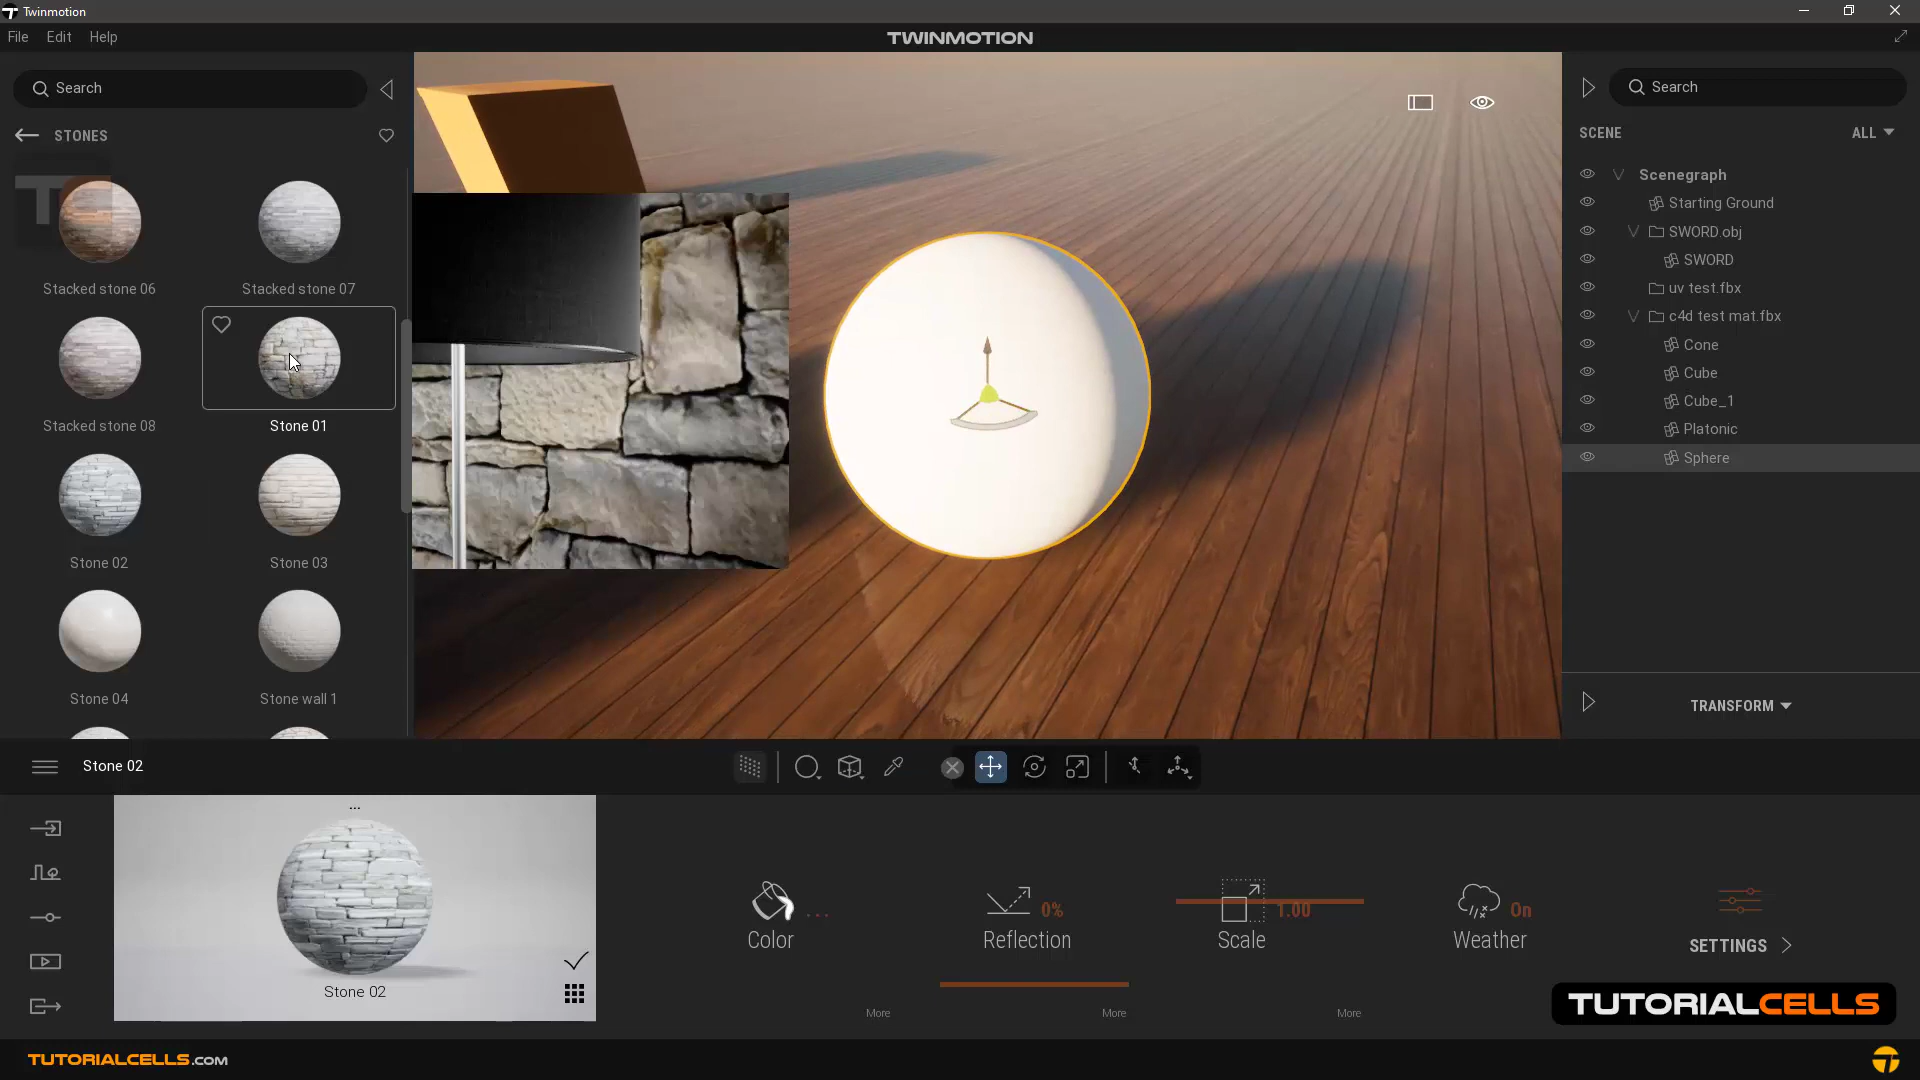 Twinmotion
File Edit Help
TWINMOTION
Search
STONES
Stacked stone 06
Stacked stone 07
Stacked stone 08
Stone 01
Stone 02
Stone 03
Stone 04
Stone wall 1
Search
SCENE
ALL
Scenegraph
Starting Ground
SWORD.obj
SWORD
uv test.fbx
c4d test mat.fbx
Cone
Cube
Cube_1
Platonic
Sphere
TRANSFORM
Stone 02
...
Stone 02
...
Color
More
0%
Reflection
More
1.00
Scale
More
On
Weather
SETTINGS
TUTORIALCELLS
TUTORIALCELLS.COM